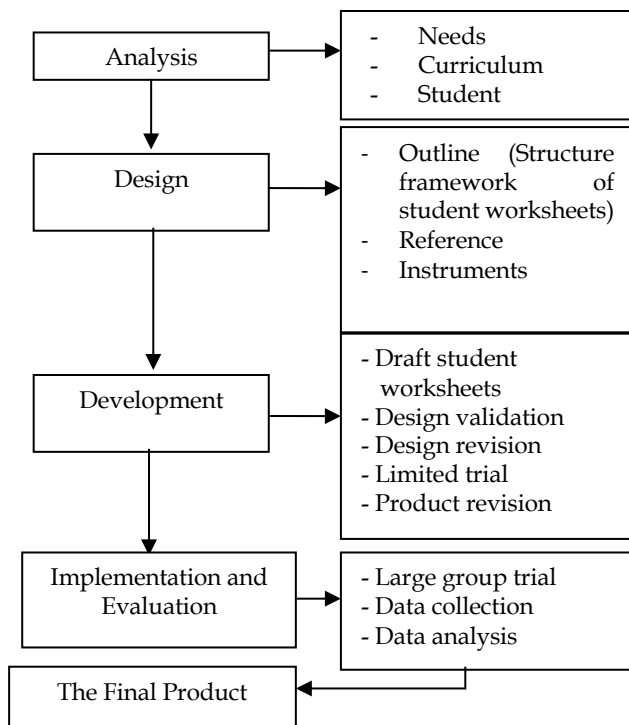 Analysis
- Needs
- Curriculum
- Student
Design
- Outline (Structure
framework of
student worksheets)
- Reference
- Instruments
Development
- Draft student
worksheets
- Design validation
- Design revision
- Limited trial
- Product revision
Implementation and
Evaluation
- Large group trial
- Data collection
- Data analysis
The Final Product